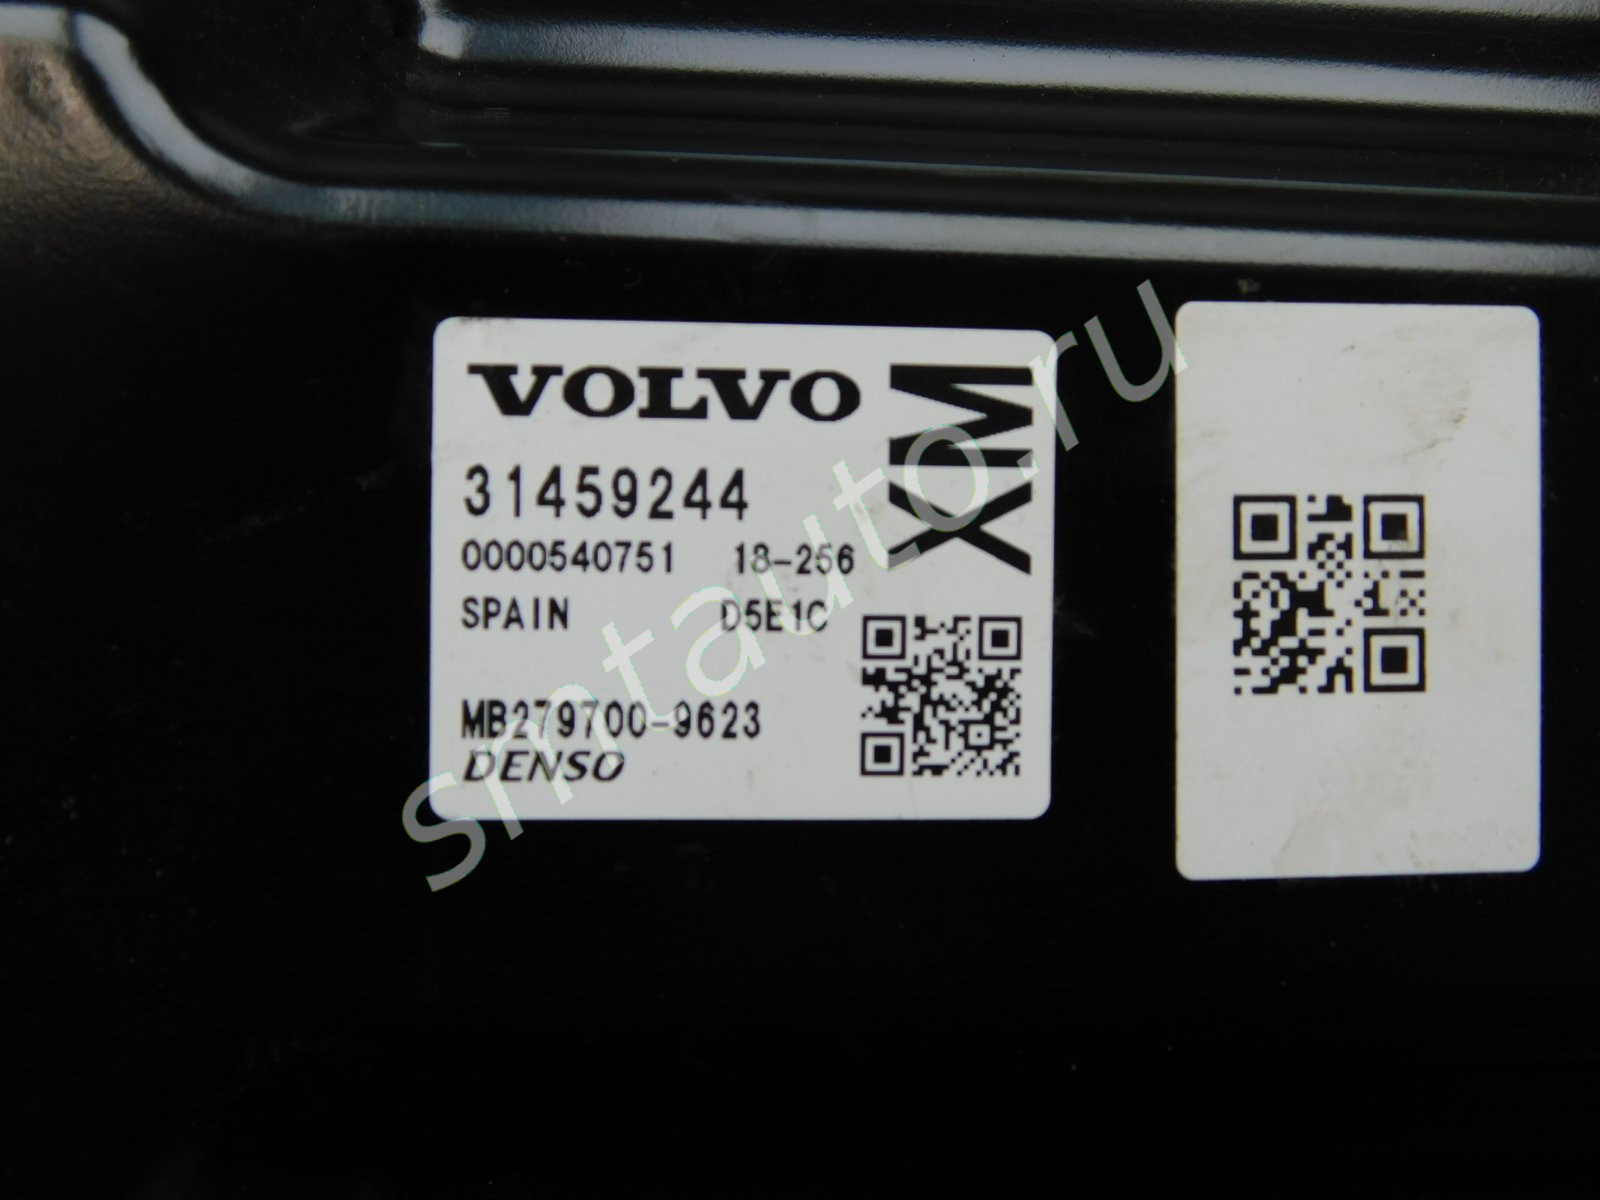 VOLVO
XM
31459244
0000540751 18-256
SPAIN D5E1C
MB279700-9623
DENSO
smtauto.ru